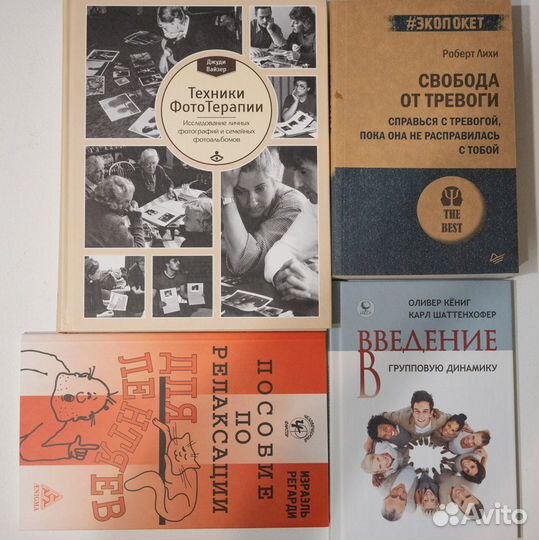 Джуди
Вайзер
Техники
ФотоТерапии
Исследование личных
фотографий и семейных
фотоальбомов
#ЭКОПОКЕТ
Роберт Лихи
СВОБОДА
ОТ ТРЕВОГИ
СПРАВЬСЯ С ТРЕВОГОЙ,
ПОКА ОНА НЕ РАСПРАВИЛАСЬ
С ТОБОЙ
THE
BEST
ИЗРАЭЛЬ
РЕГАРДИ
ПОСОБИЕ
ПО
РЕЛАКСАЦИИ
ДЛЯ
ЛЕНТЯЕВ
ÆNIGMA
ОЛИВЕР КЁНИГ
КАРЛ ШАТТЕНХОФЕР
ВВЕДЕНИЕ
В ГРУППОВУЮ ДИНАМИКУ
Avito